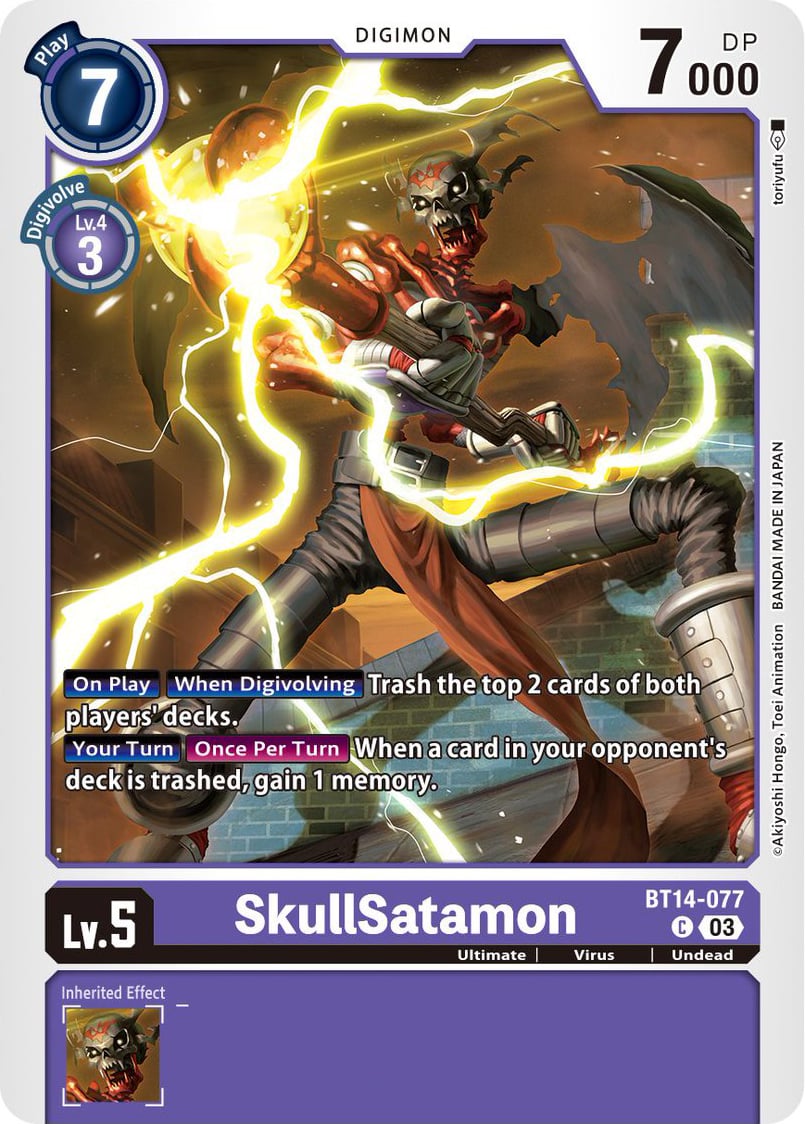 DIGIMON
Play
7
7000
DP
Digivolve
Lv.4
3
toriyufu
On Play When Digivolving Trash the top 2 cards of both
players' decks.
Your Turn Once Per Turn When a card in your opponent's
deck is trashed, gain 1 memory.
©Akiyoshi Hongo, Toei Animation BANDAI MADE IN JAPAN
Lv.5
SkullSatamon
BT14-077
C 03
Ultimate | Virus | Undead
Inherited Effect
–